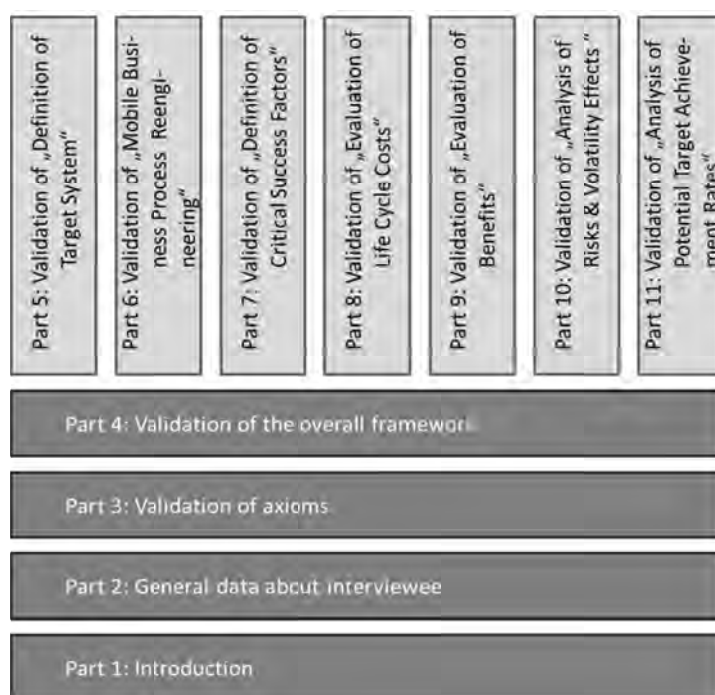 Part 5: Validation of „Definition of
Target System“
Part 6: Validation of „Mobile Busi-
ness Process Reengi-
neering“
Part 7: Validation of „Definition of
Critical Success Factors“
Part 8: Validation of „Evaluation of
Life Cycle Costs“
Part 9: Validation of „Evaluation of
Benefits“
Part 10: Validation of „Analysis of
Risks & Volatility Effects “
Part 11: Validation of „Analysis of
Potential Target Achieve-
ment Rates“
Part 4: Validation of the overall framework
Part 3: Validation of axioms
Part 2: General data about interviewee
Part 1: Introduction